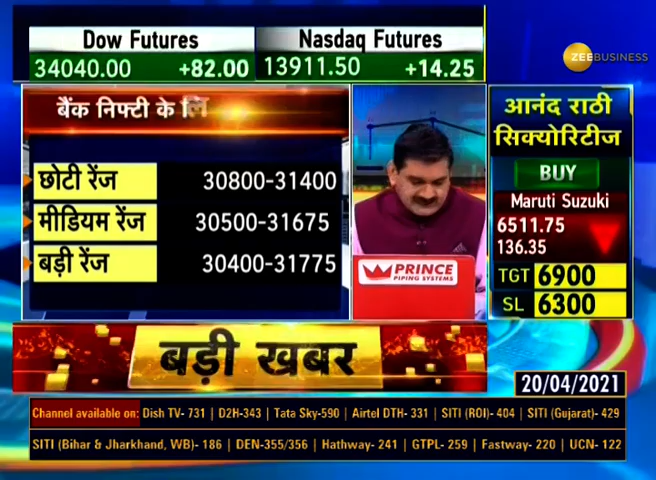 Dow Futures
34040.00 +82.00
Nasdaq Futures
13911.50 +14.25
ZEEBUSINESS
बैंक निफ्टी के लि
छोटी रेंज 30800-31400
मीडियम रेंज 30500-31675
बड़ी रेंज 30400-31775
PRINCE
PIPING SYSTEMS
आनंद राठी
सिक्योरिटीज
BUY
Maruti Suzuki
6511.75
136.35
TGT 6900
SL 6300
बड़ी खबर
20/04/2021
Channel available on: Dish TV- 731 | D2H-343 | Tata Sky-590 | Airtel DTH- 331 | SITI (ROI)- 404 | SITI (Gujarat)- 429
SITI (Bihar & Jharkhand, WB)- 186 | DEN-355/356 | Hathway- 241 | GTPL- 259 | Fastway- 220 | UCN- 122